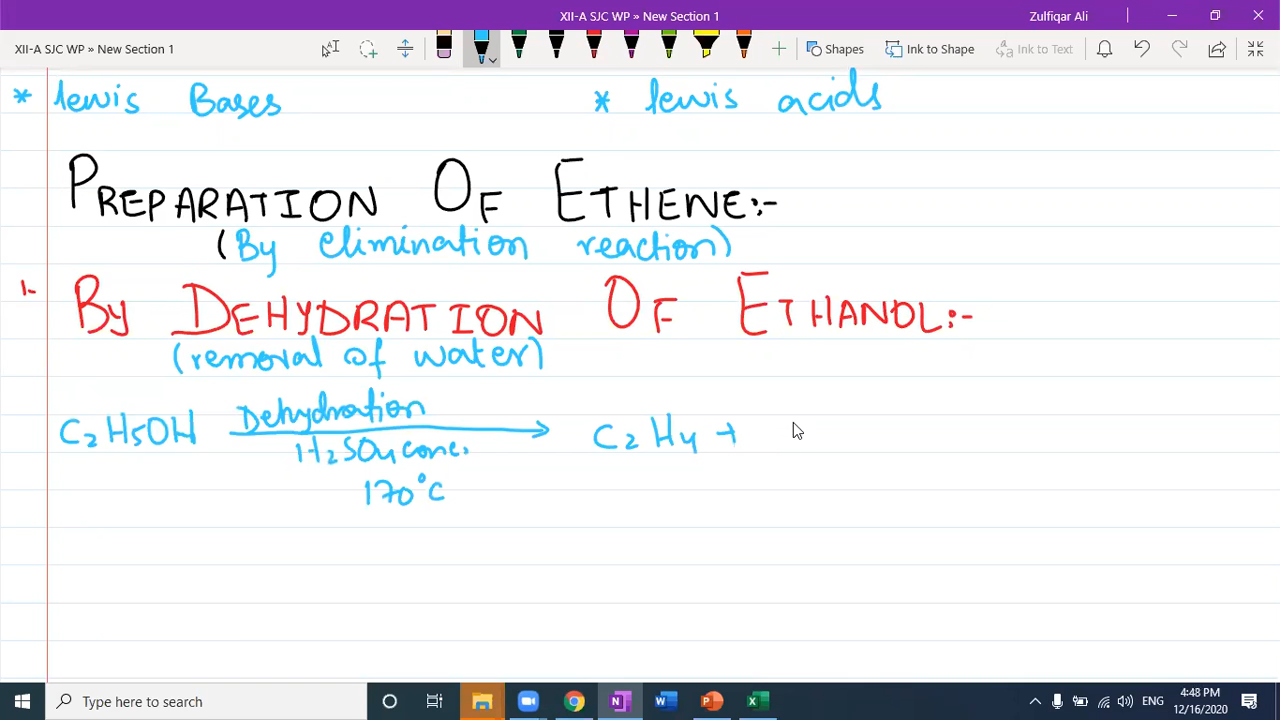 XII-A SJC WP » New Section 1
Zulfiqar Ali
XII-A SJC WP » New Section 1
Shapes
Ink to Shape
Ink to Text
* lewis Bases
* lewis acids
PREPARATION OF ETHENE:-
(By elimination reaction)
1- By DEHYDRATION OF ETHANOL:-
(removal of water)
C2H5OH Dehydration C2H4 +
H2SO4 conc.
170°C
Type here to search
ENG
4:48 PM
12/16/2020